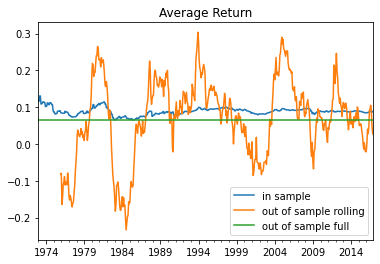 Average Return
0.3
0.2
0.1
0.0
−0.1
−0.2
in sample
out of sample rolling
out of sample full
1974 1979 1984 1989 1994 1999 2004 2009 2014